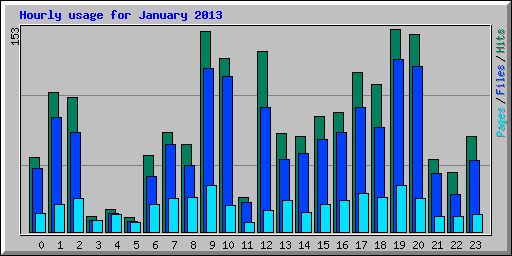 Hourly usage for January 2013
153
Pages/Files/Hits
0 1 2 3 4 5 6 7 8 9 10 11 12 13 14 15 16 17 18 19 20 21 22 23